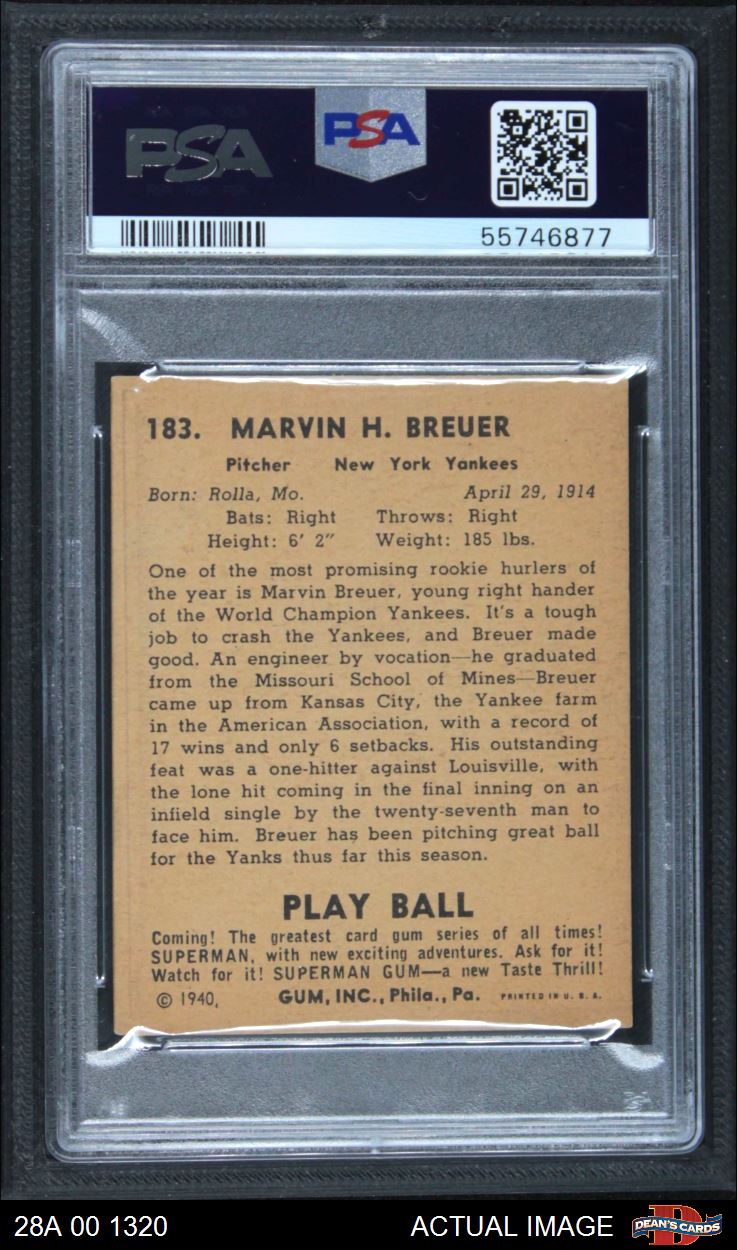 PSA
PSA
55746877
183. MARVIN H. BREUER
Pitcher New York Yankees
Born: Rolla, Mo. April 29, 1914
Bats: Right Throws: Right
Height: 6' 2" Weight: 185 lbs.
One of the most promising rookie hurlers of
the year is Marvin Breuer, young right hander
of the World Champion Yankees. It's a tough
job to crash the Yankees, and Breuer made
good. An engineer by vocation—he graduated
from the Missouri School of Mines—Breuer
came up from Kansas City, the Yankee farm
in the American Association, with a record of
17 wins and only 6 setbacks. His outstanding
feat was a one-hitter against Louisville, with
the lone hit coming in the final inning on an
infield single by the twenty-seventh man to
face him. Breuer has been pitching great ball
for the Yanks thus far this season.
PLAY BALL
Coming! The greatest card gum series of all times!
SUPERMAN, with new exciting adventures. Ask for it!
Watch for it! SUPERMAN GUM—a new Taste Thrill!
© 1940, GUM, INC., Phila., Pa. PRINTED IN U. S. A.
28A 00 1320 ACTUAL IMAGE DEAN'S CARDS